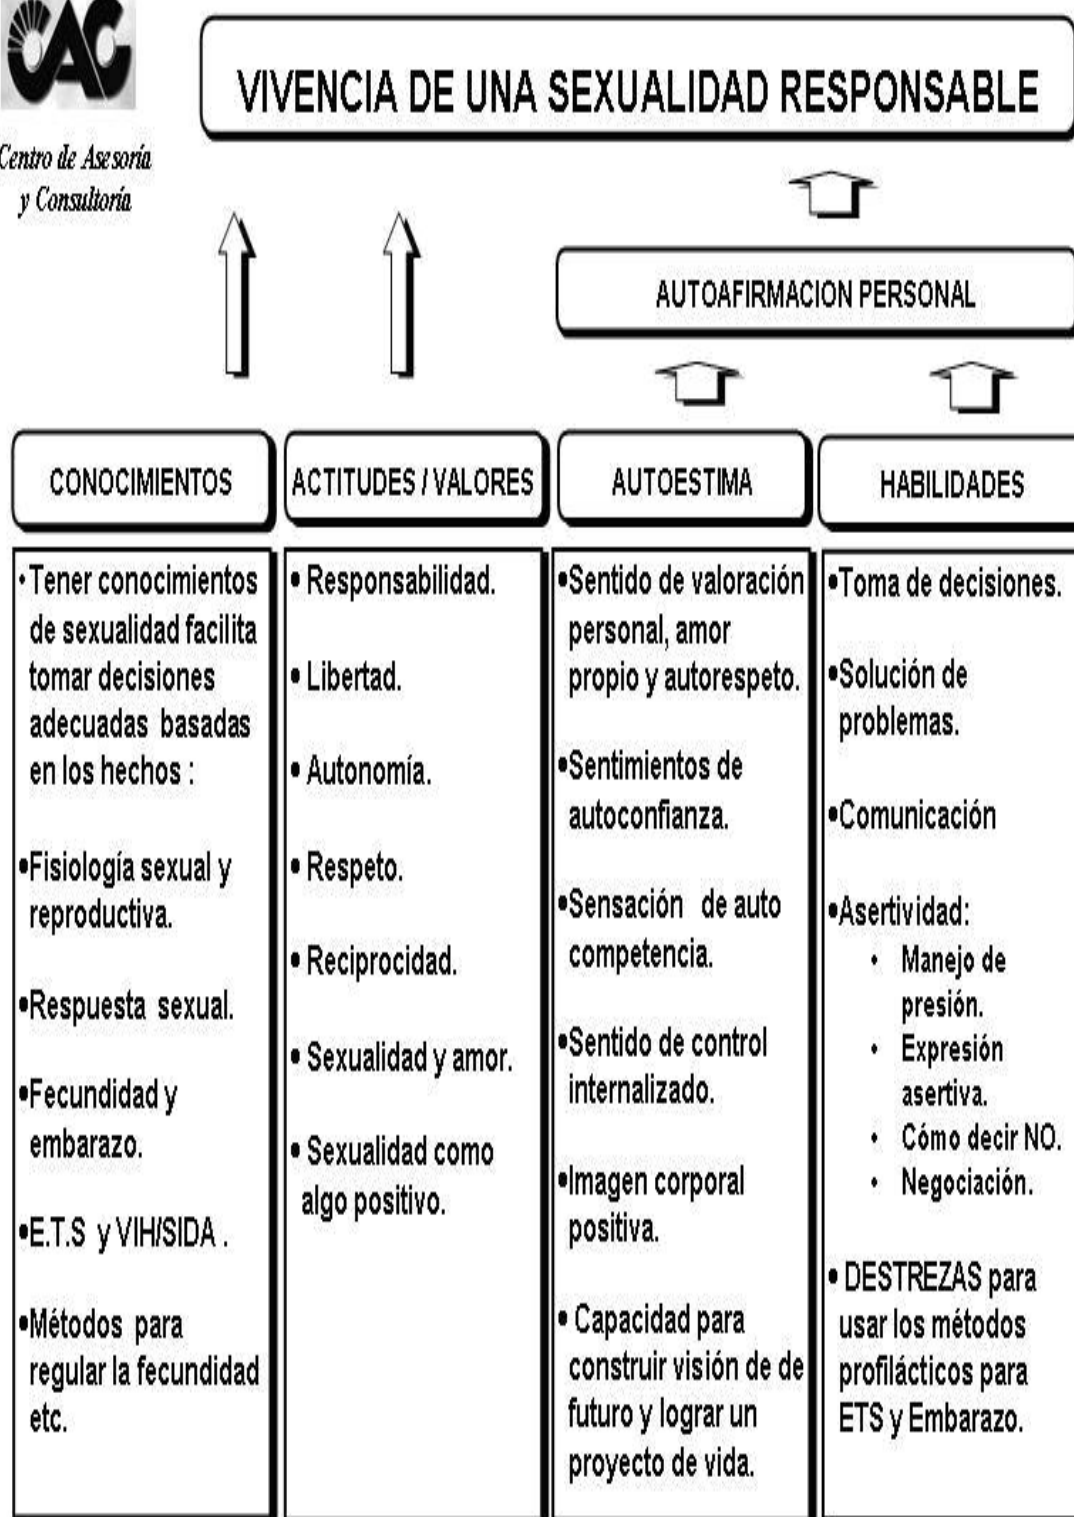 CAC
Centro de Asesoría
y Consultoría
VIVENCIA DE UNA SEXUALIDAD RESPONSABLE
AUTOAFIRMACION PERSONAL
CONOCIMIENTOS
• Tener conocimientos
de sexualidad facilita
tomar decisiones
adecuadas basadas
en los hechos :
•Fisiología sexual y
reproductiva.
•Respuesta sexual.
•Fecundidad y
embarazo.
•E.T.S y VIH/SIDA .
•Métodos para
regular la fecundidad
etc.
ACTITUDES / VALORES
• Responsabilidad.
• Libertad.
• Autonomía.
• Respeto.
• Reciprocidad.
• Sexualidad y amor.
• Sexualidad como
algo positivo.
AUTOESTIMA
•Sentido de valoración
personal, amor
propio y autorespeto.
•Sentimientos de
autoconfianza.
•Sensación de auto
competencia.
•Sentido de control
internalizado.
•Imagen corporal
positiva.
• Capacidad para
construir visión de de
futuro y lograr un
proyecto de vida.
HABILIDADES
•Toma de decisiones.
•Solución de
problemas.
•Comunicación
•Asertividad:
• Manejo de
presión.
• Expresión
asertiva.
• Cómo decir NO.
• Negociación.
• DESTREZAS para
usar los métodos
profilácticos para
ETS y Embarazo.